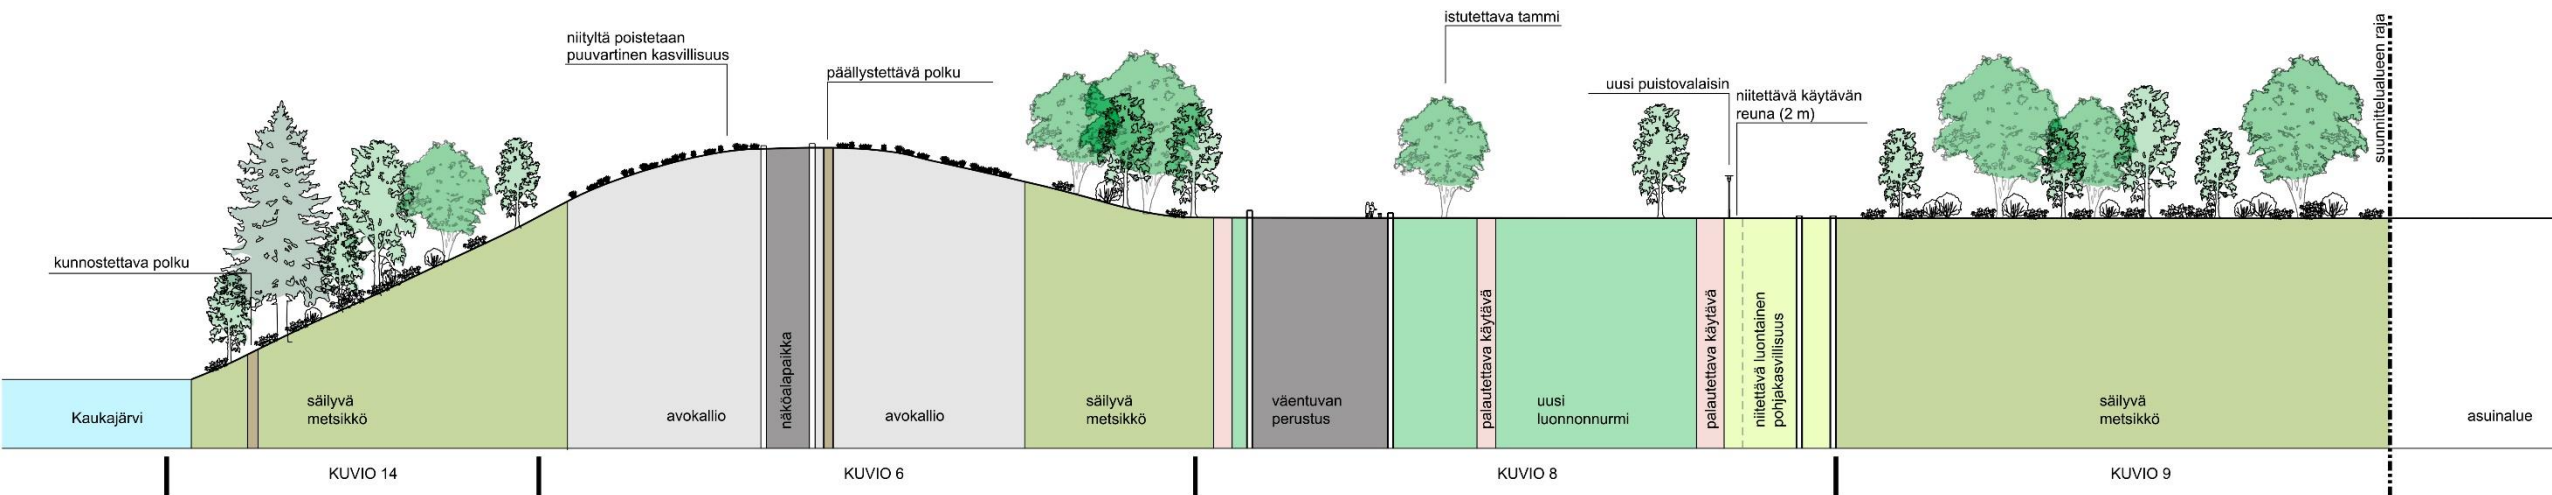 istutettava tammi
niityltä poistetaan
puuvartinen kasvillisuus
päällystettävä polku
uusi puistovalaisin
niitettävä käytävän
reuna (2 m)
suunnittelualueen raja
kunnostettava polku
Kaukajärvi
säilyvä
metsikkö
avokallio
näköalapaikka
avokallio
säilyvä
metsikkö
väentuvan
perustus
palautettava käytävä
uusi
luonnonnurmi
palautettava käytävä
niitettävä luontainen
pohjakasvillisuus
säilyvä
metsikkö
asuinalue
KUVIO 14
KUVIO 6
KUVIO 8
KUVIO 9